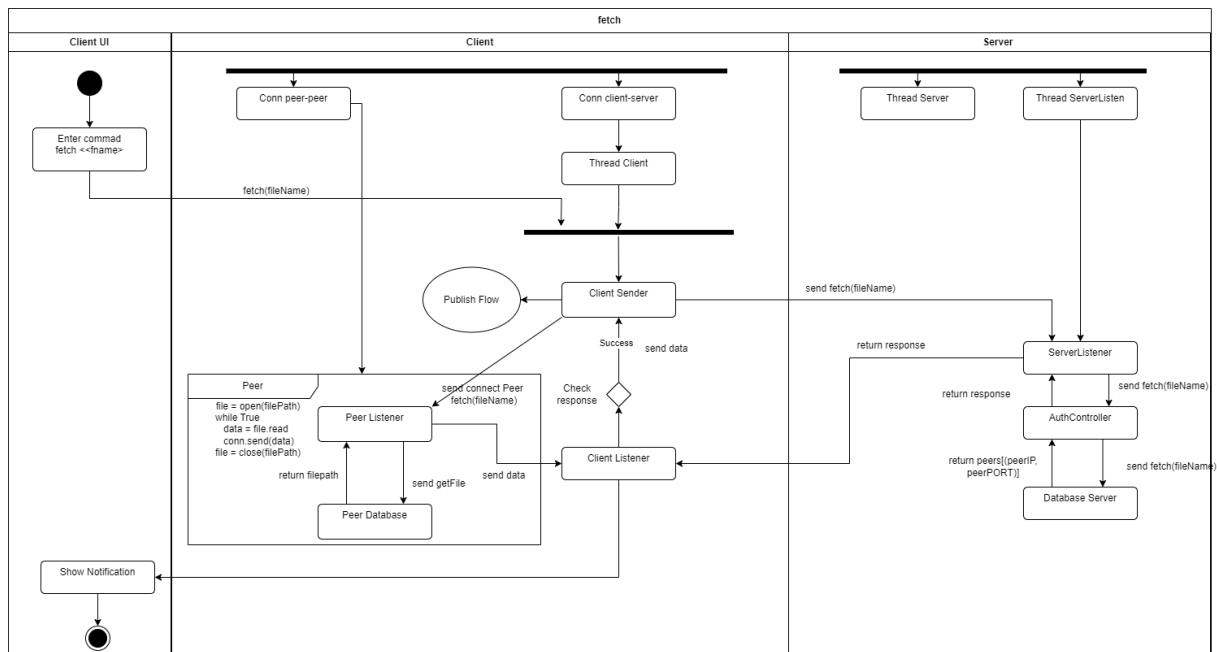 fetch
Client UI
Client
Server
Conn peer-peer
Conn client-server
Thread Server
Thread ServerListen
Enter commad
fetch <<fname>
Thread Client
fetch(fileName)
Publish Flow
Client Sender
send fetch(fileName)
Success
send data
return response
ServerListener
Peer
send connect Peer
fetch(fileName)
Check
response
return response
send fetch(fileName)
file = open(filePath)
while True
data = file.read
conn.send(data)
file = close(filePath)
Peer Listener
AuthController
Client Listener
return filepath
send data
send getFile
return peers[(peerIP,
peerPORT)]
send fetch(fileName)
Peer Database
Database Server
Show Notification